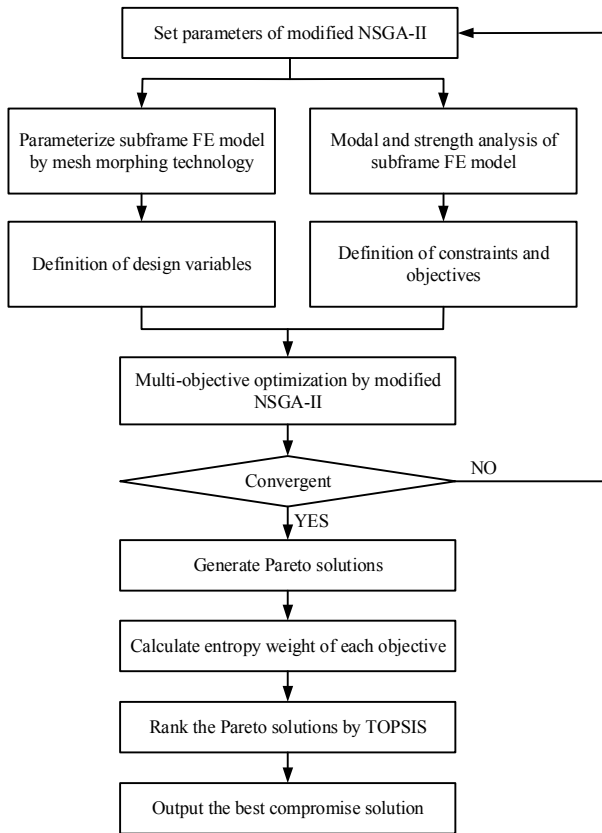 Set parameters of modified NSGA-II
Parameterize subframe FE model
by mesh morphing technology
Modal and strength analysis of
subframe FE model
Definition of design variables
Definition of constraints and
objectives
Multi-objective optimization by modified
NSGA-II
Convergent
NO
YES
Generate Pareto solutions
Calculate entropy weight of each objective
Rank the Pareto solutions by TOPSIS
Output the best compromise solution